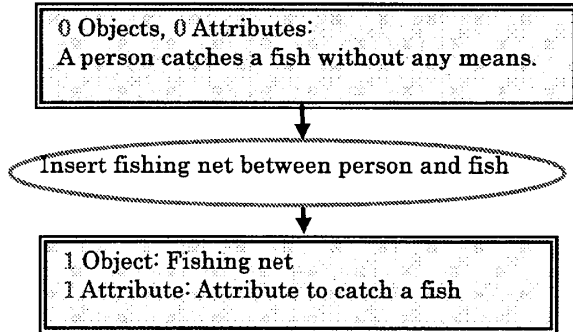 0 Objects, 0 Attributes:
A person catches a fish without any means.
Insert fishing net between person and fish
1 Object: Fishing net
1 Attribute: Attribute to catch a fish